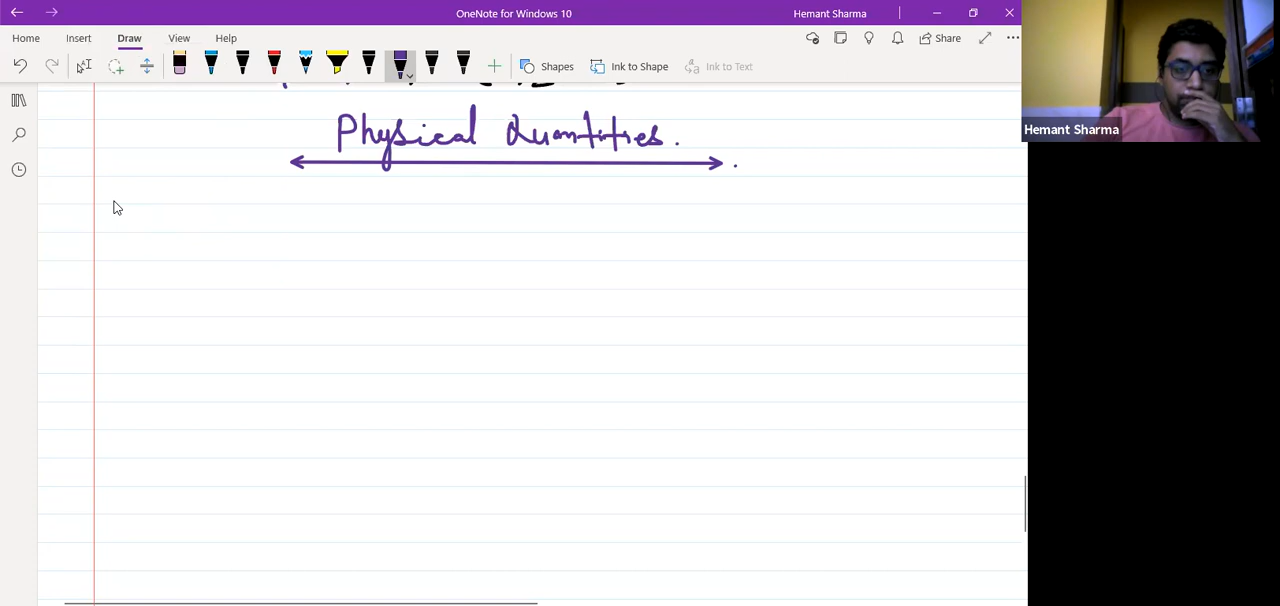 OneNote for Windows 10
Hemant Sharma
Home Insert Draw View Help
Share
Shapes Ink to Shape Ink to Text
Physical Quantities.
Hemant Sharma